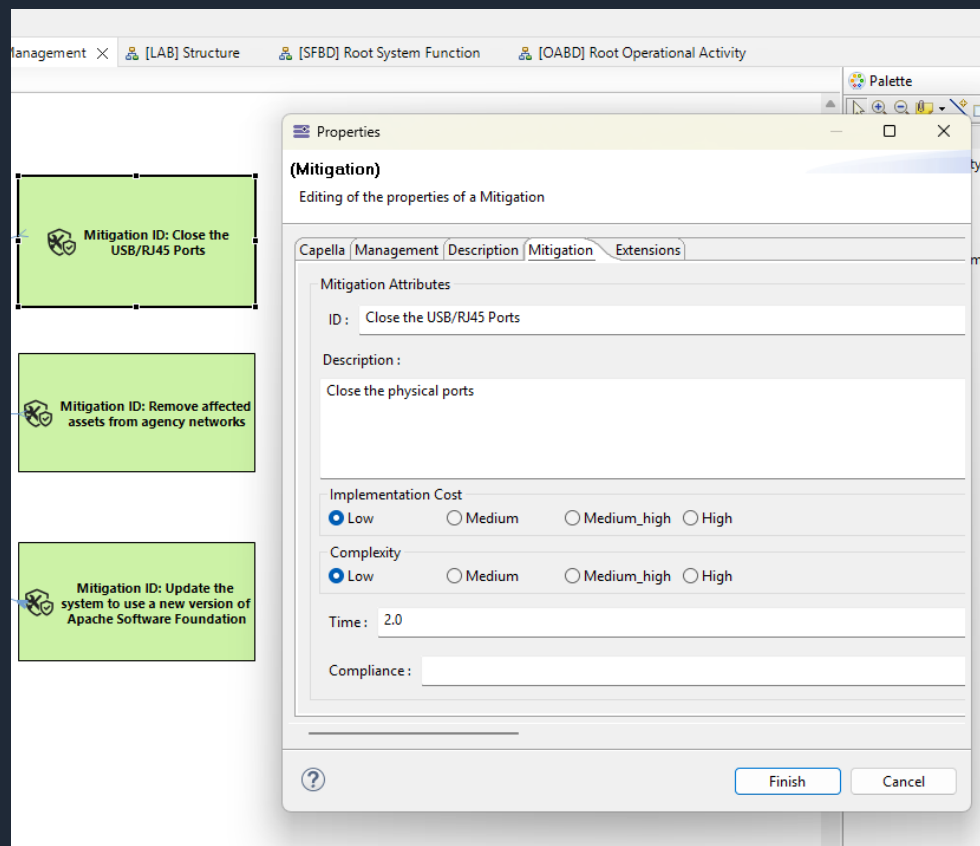 Management
[LAB] Structure
[SFBD] Root System Function
[OABD] Root Operational Activity
Palette
Mitigation ID: Close the
USB/RJ45 Ports
Mitigation ID: Remove affected
assets from agency networks
Mitigation ID: Update the
system to use a new version of
Apache Software Foundation
Properties
(Mitigation)
Editing of the properties of a Mitigation
Capella Management Description Mitigation Extensions
Mitigation Attributes
ID : Close the USB/RJ45 Ports
Description :
Close the physical ports
Implementation Cost
Low Medium Medium_high High
Complexity
Low Medium Medium_high High
Time : 2.0
Compliance :
Finish Cancel